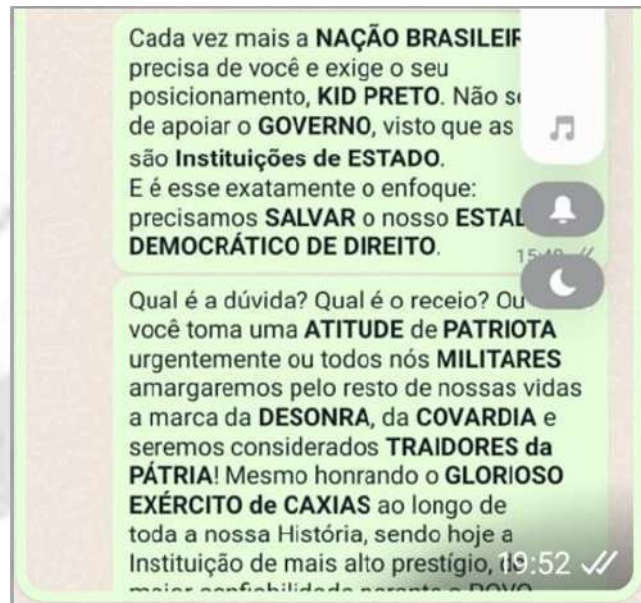 Cada vez mais a NAÇÃO
precisa de você e exige o seu
posicionamento, KID PRETO. Não
de apoiar o GOVERNO, visto que as
são Instituições de ESTADO.
E é esse exatamente o enfoque:
precisamos SALVAR o nosso
DEMOCRÁTICO DE DIREITO.
Qual é a dúvida? Qual é o receio? Ou
você toma uma ATITUDE de PATRIOTA
urgentemente ou todos nós MILITARES
amargaremos pelo resto de nossas vidas
a marca da DESONRA, da COVARDIA e
seremos considerados TRAIDORES da
PÁTRIA! Mesmo honrando o GLORIOSO
EXÉRCITO de CAXIAS ao longo de
toda a nossa História, sendo hoje a
Instituição de mais alto prestígio,
19:52